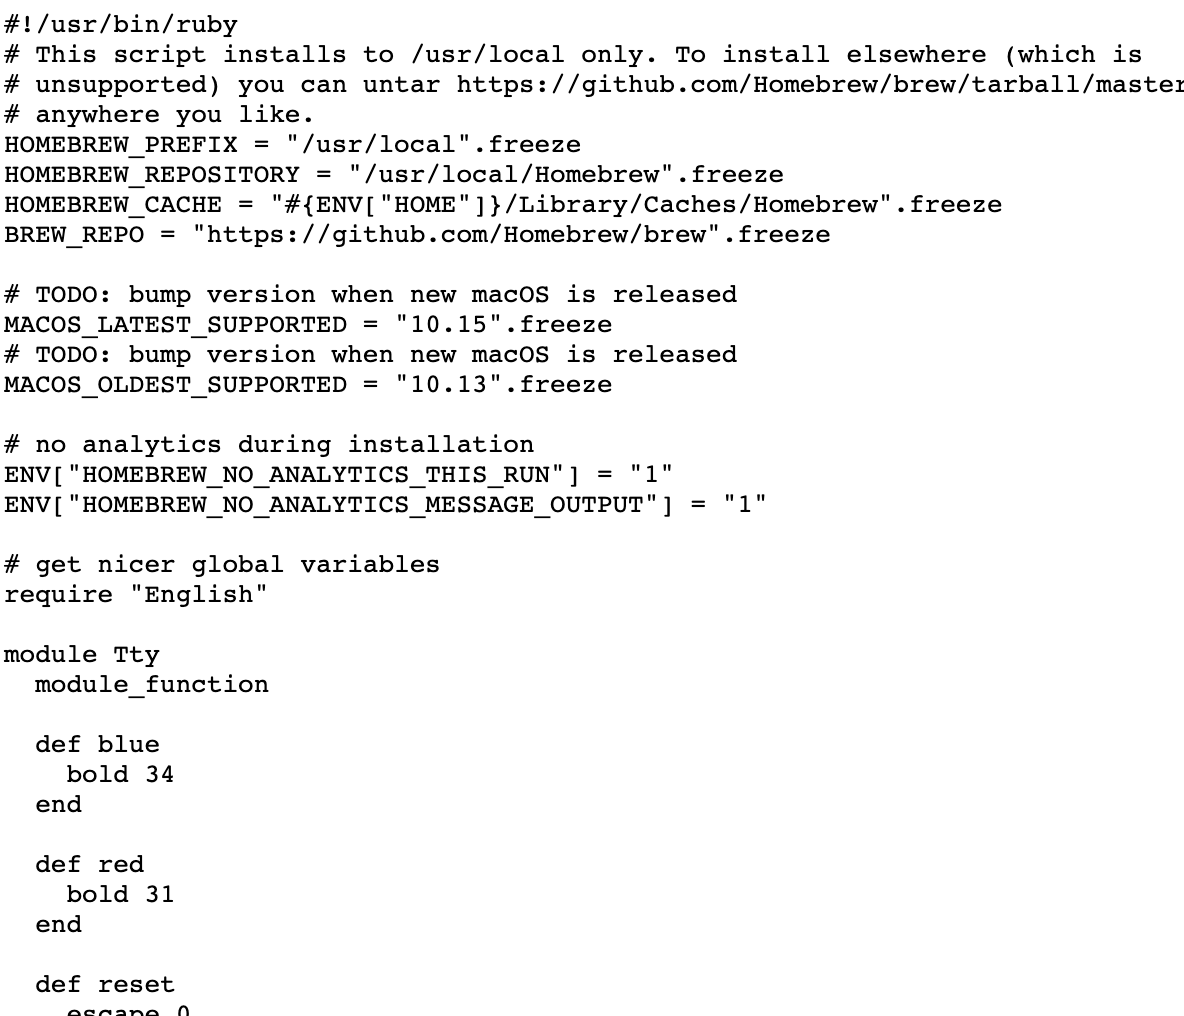 #!/usr/bin/ruby
# This script installs to /usr/local only. To install elsewhere (which is
# unsupported) you can untar https://github.com/Homebrew/brew/tarball/master
# anywhere you like.
HOMEBREW_PREFIX = "/usr/local".freeze
HOMEBREW_REPOSITORY = "/usr/local/Homebrew".freeze
HOMEBREW_CACHE = "#{ENV["HOME"]}/Library/Caches/Homebrew".freeze
BREW_REPO = "https://github.com/Homebrew/brew".freeze

# TODO: bump version when new macOS is released
MACOS_LATEST_SUPPORTED = "10.15".freeze
# TODO: bump version when new macOS is released
MACOS_OLDEST_SUPPORTED = "10.13".freeze

# no analytics during installation
ENV["HOMEBREW_NO_ANALYTICS_THIS_RUN"] = "1"
ENV["HOMEBREW_NO_ANALYTICS_MESSAGE_OUTPUT"] = "1"

# get nicer global variables
require "English"

module Tty
  module_function

  def blue
    bold 34
  end

  def red
    bold 31
  end

  def reset
    escape 0